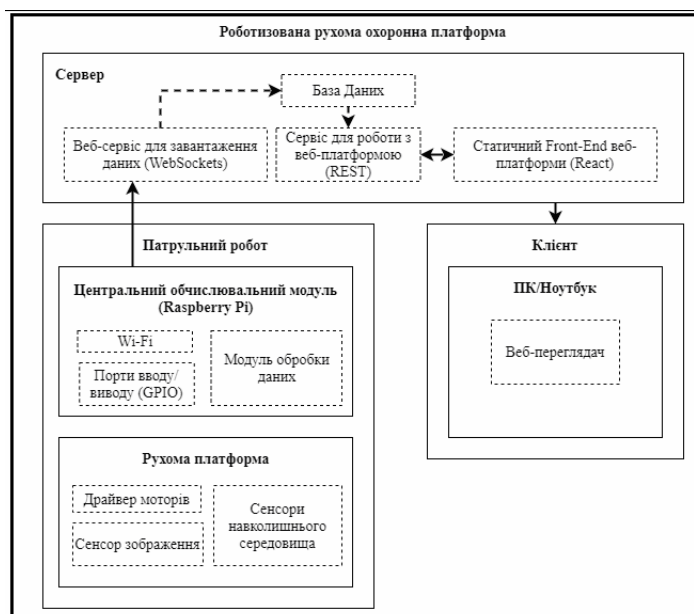 Роботизована рухома охоронна платформа
Сервер
База Даних
Веб-сервіс для завантаження
даних (WebSockets)
Сервіс для роботи з
веб-платформою
(REST)
Статичний Front-End веб-
платформи (React)
Патрульний робот
Центральний обчислювальний модуль
(Raspberry Pi)
Wi-Fi
Порти вводу/
виводу (GPIO)
Модуль обробки
даних
Рухома платформа
Драйвер моторів
Сенсор зображення
Сенсори
навколишнього
середовища
Клієнт
ПК/Ноутбук
Веб-переглядач